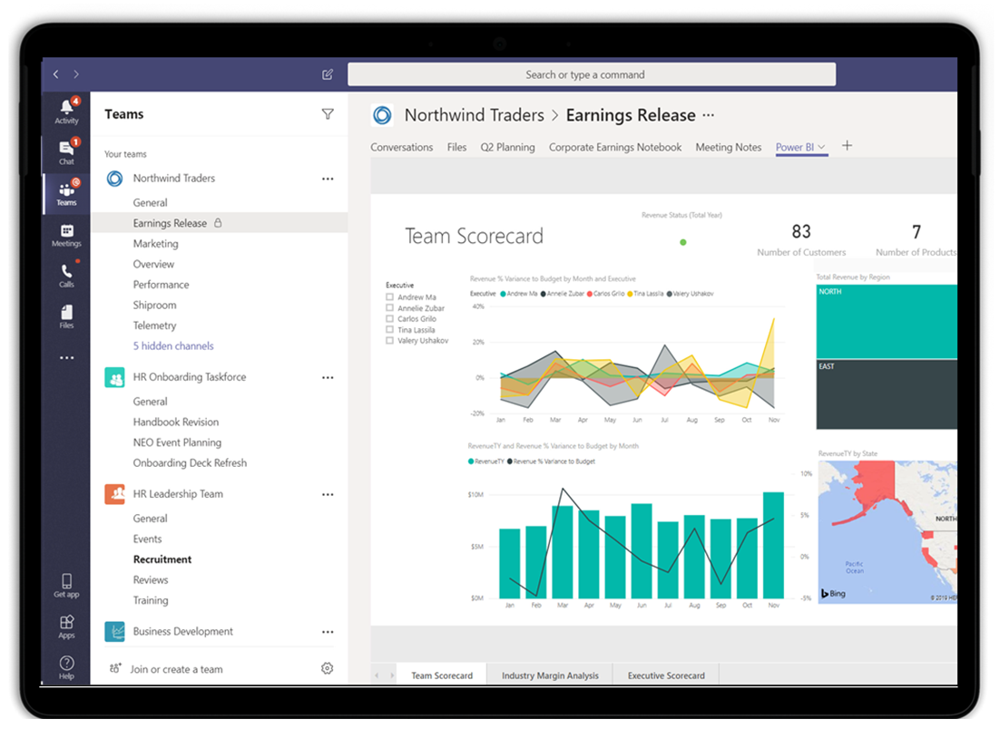 Search or type a command
4
Activity
1
Chat
Teams
Meetings
Calls
Files
Get app
Apps
Help
Teams
Your teams
Northwind Traders
General
Earnings Release
Marketing
Overview
Performance
Shiproom
Telemetry
5 hidden channels
HR Onboarding Taskforce
General
Handbook Revision
NEO Event Planning
Onboarding Deck Refresh
HR Leadership Team
General
Events
Recruitment
Reviews
Training
Business Development
Join or create a team
Northwind Traders > Earnings Release ...
Conversations Files Q2 Planning Corporate Earnings Notebook Meeting Notes Power BI
Team Scorecard
Revenue Status (Total Year)
83
Number of Customers
7
Number of Products
Executive
Andrew Ma
Annelie Zubar
Carlos Grilo
Tina Lassila
Valery Ushakov
Revenue % Variance to Budget by Month and Executive
Executive Andrew Ma Annelie Zubar Carlos Grilo Tina Lassila Valery Ushakov
40%
20%
0%
-20%
Jan Feb Mar Apr May Jun Jul Aug Sep Oct Nov
Total Revenue by Region
NORTH
EAST
RevenueTY and Revenue % Variance to Budget by Month
RevenueTY Revenue % Variance to Budget
$10M
$5M
$0M
10%
5%
0%
-5%
Jan Feb Mar Apr May Jun Jul Aug Sep Oct Nov
RevenueTY by State
NORTH
Pacific
Ocean
Bing
© 2019 HE
Team Scorecard Industry Margin Analysis Executive Scorecard